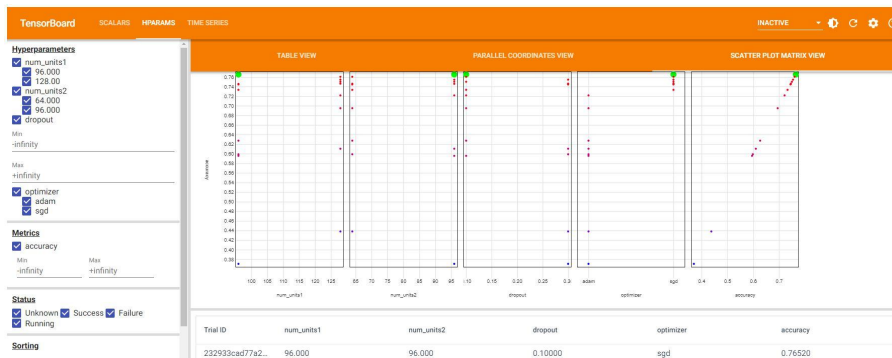 TensorBoard SCALARS HPARAMS TIME SERIES INACTIVE
TABLE VIEW PARALLEL COORDINATES VIEW SCATTER PLOT MATRIX VIEW
Hyperparameters
num_units1
96.000
128.00
num_units2
64.000
96.000
dropout
Min
-infinity
Max
+infinity
optimizer
adam
sgd
Metrics
accuracy
Min Max
-infinity +infinity
Status
Unknown Success Failure
Running
Sorting
0.76
0.74
0.72
0.70
0.68
0.66
0.64
0.62
0.60
0.58
0.56
0.54
0.52
0.50
0.48
0.46
0.44
0.42
0.40
0.38
accuracy
100 105 110 115 120 125 65 70 75 80 85 90 95 0.10 0.15 0.20 0.25 0.3 adam sgd 0.4 0.5 0.6 0.7
num_units1 num_units2 dropout optimizer accuracy
Trial ID num_units1 num_units2 dropout optimizer accuracy
232933cad77a2... 96.000 96.000 0.10000 sgd 0.76520